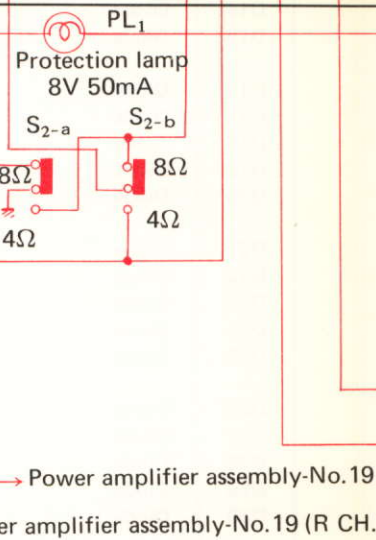 PL1
Protection lamp
8V 50mA
S2-a
S2-b
8Ω
8Ω
4Ω
4Ω
→ Power amplifier assembly-No.19
er amplifier assembly-No.19 (R CH.